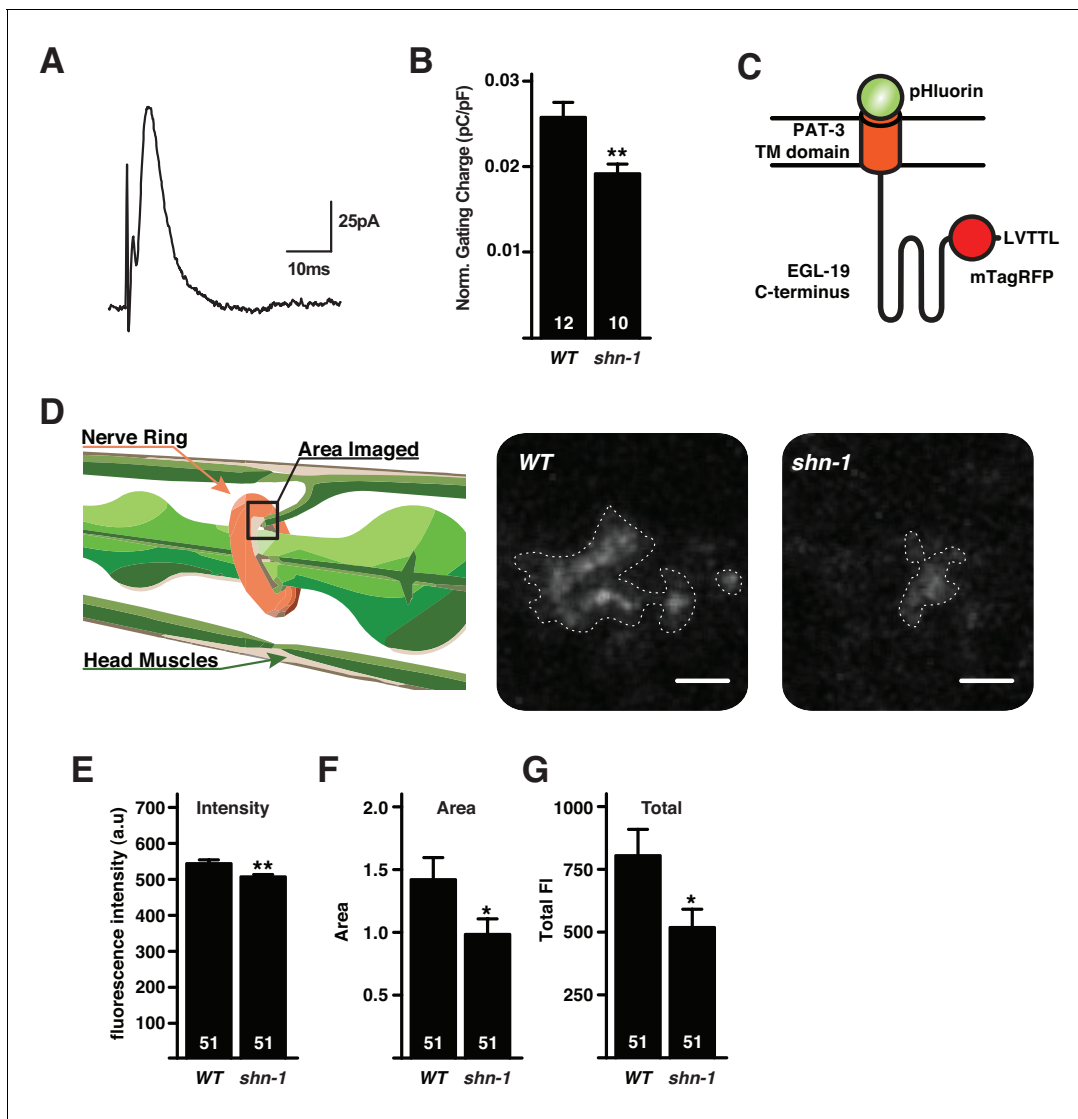 A
25pA
10ms
B
Norm. Gating Charge (pC/pF)
0.03
0.02
0.01
**
12
10
WT
shn-1
C
pHluorin
PAT-3
TM domain
LVTTL
mTagRFP
EGL-19
C-terminus
D
Nerve Ring
Area Imaged
Head Muscles
WT
shn-1
E
Intensity
fluorescence intensity (a.u)
700
600
500
400
300
200
100
**
51
51
WT
shn-1
F
Area
Area
2.0
1.5
1.0
0.5
*
51
51
WT
shn-1
G
Total
Total FI
1000
750
500
250
*
51
51
WT
shn-1